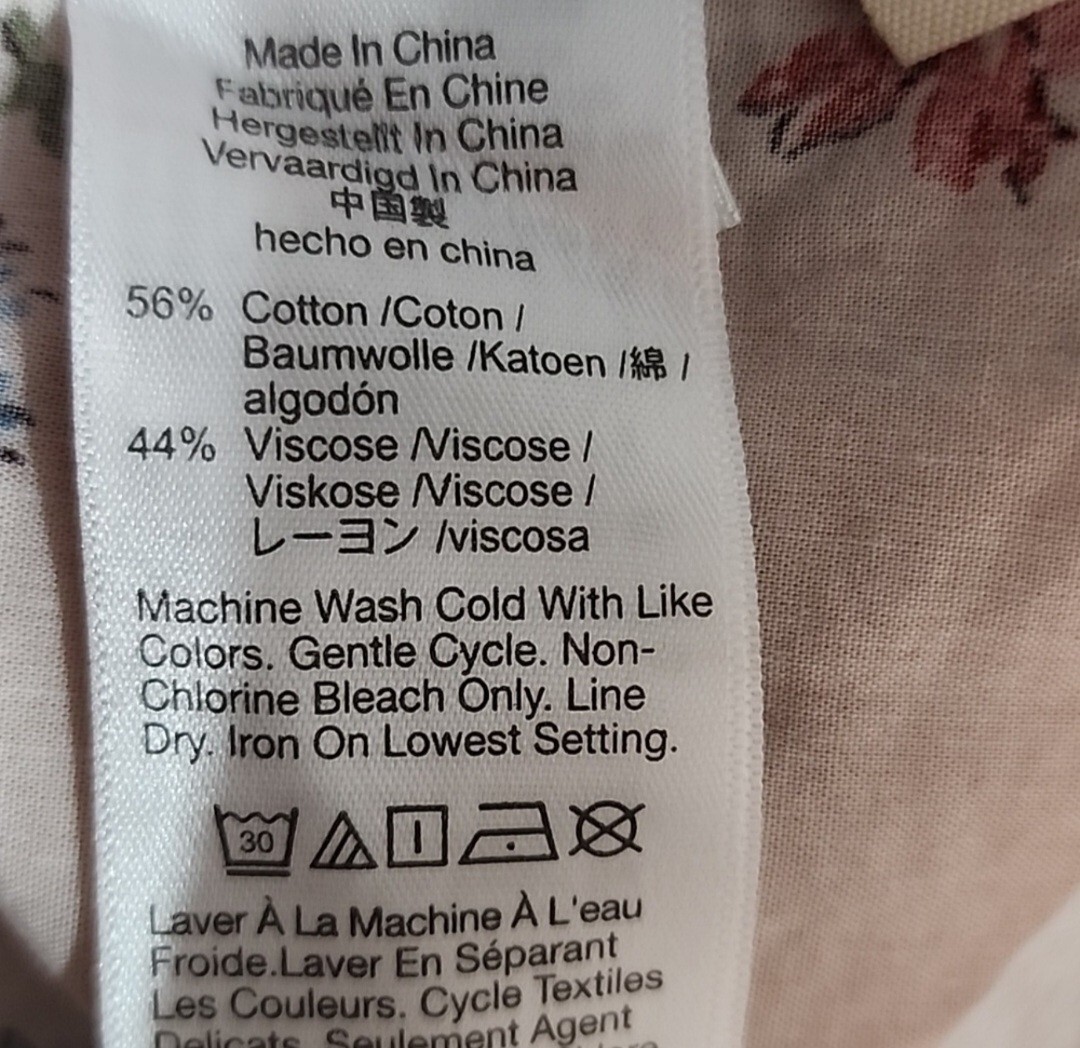 Made In China
Fabriqué En Chine
Hergestellt In China
Vervaardigd In China
中国製
hecho en china
56% Cotton /Coton /
Baumwolle /Katoen /綿 /
algodón
44% Viscose /Viscose /
Viskose /Viscose /
レーヨン /viscosa
Machine Wash Cold With Like
Colors. Gentle Cycle. Non-
Chlorine Bleach Only. Line
Dry. Iron On Lowest Setting.
30
Laver À La Machine À L'eau
Froide.Laver En Séparant
Les Couleurs. Cycle Textiles
Delicats. Seulement Agent